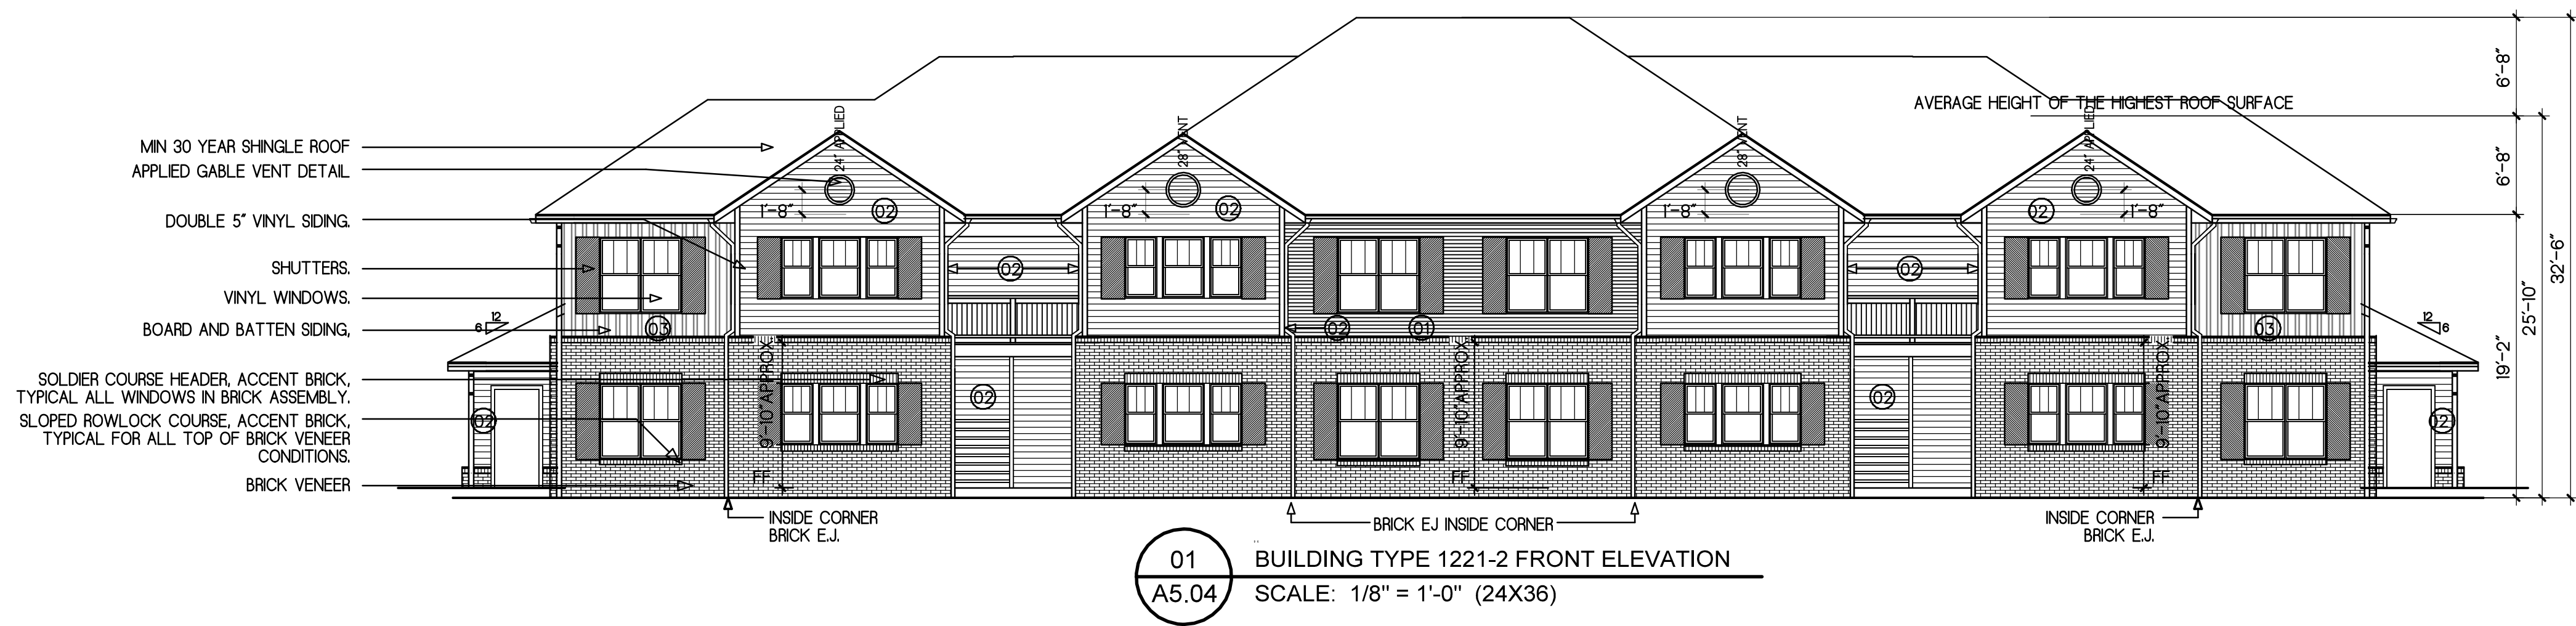 6'-8"
AVERAGE HEIGHT OF THE HIGHEST ROOF SURFACE
24" APPLIED
28" VENT
28" VENT
24" APPLIED
MIN 30 YEAR SHINGLE ROOF
6'-8"
APPLIED GABLE VENT DETAIL
1'-8"
02
1'-8"
02
1'-8"
02
1'-8"
DOUBLE 5" VINYL SIDING.
32'-6"
SHUTTERS.
02
02
VINYL WINDOWS.
25'-10"
BOARD AND BATTEN SIDING,
12
6
03
02
01
03
12
6
19'-2"
SOLDIER COURSE HEADER, ACCENT BRICK,
TYPICAL ALL WINDOWS IN BRICK ASSEMBLY.
9'-10" APPROX.
02
9'-10" APPROX.
02
9'-10" APPROX.
SLOPED ROWLOCK COURSE, ACCENT BRICK,
TYPICAL FOR ALL TOP OF BRICK VENEER
CONDITIONS.
02
02
FF
FF
FF
BRICK VENEER
INSIDE CORNER
BRICK E.J.
BRICK EJ INSIDE CORNER
INSIDE CORNER
BRICK E.J.
01
BUILDING TYPE 1221-2 FRONT ELEVATION
A5.04
SCALE: 1/8" = 1'-0" (24X36)